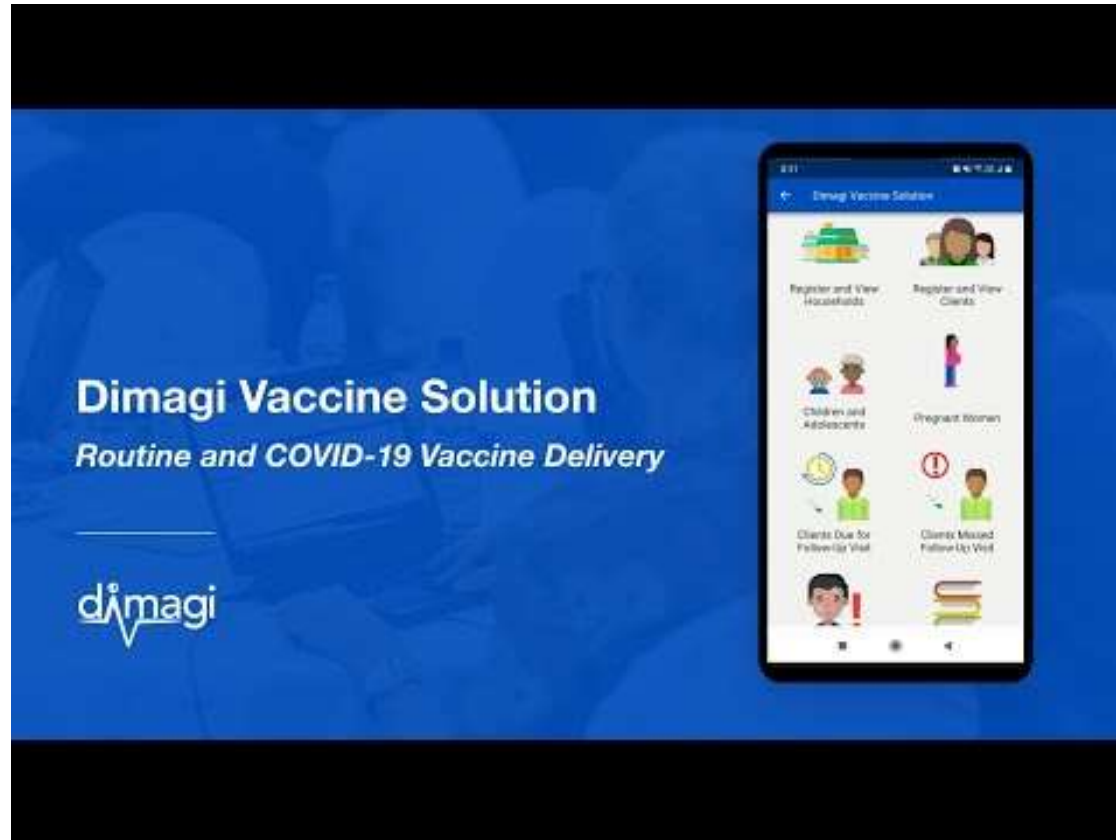 Dimagi Vaccine Solution
Routine and COVID-19 Vaccine Delivery
dimagi
Dimagi Vaccine Solution
Register and View
Households
Register and View
Clients
Children and
Adolescents
Pregnant Women
Clients Due for
Follow-Up Visit
Clients Missed
Follow-Up Visit